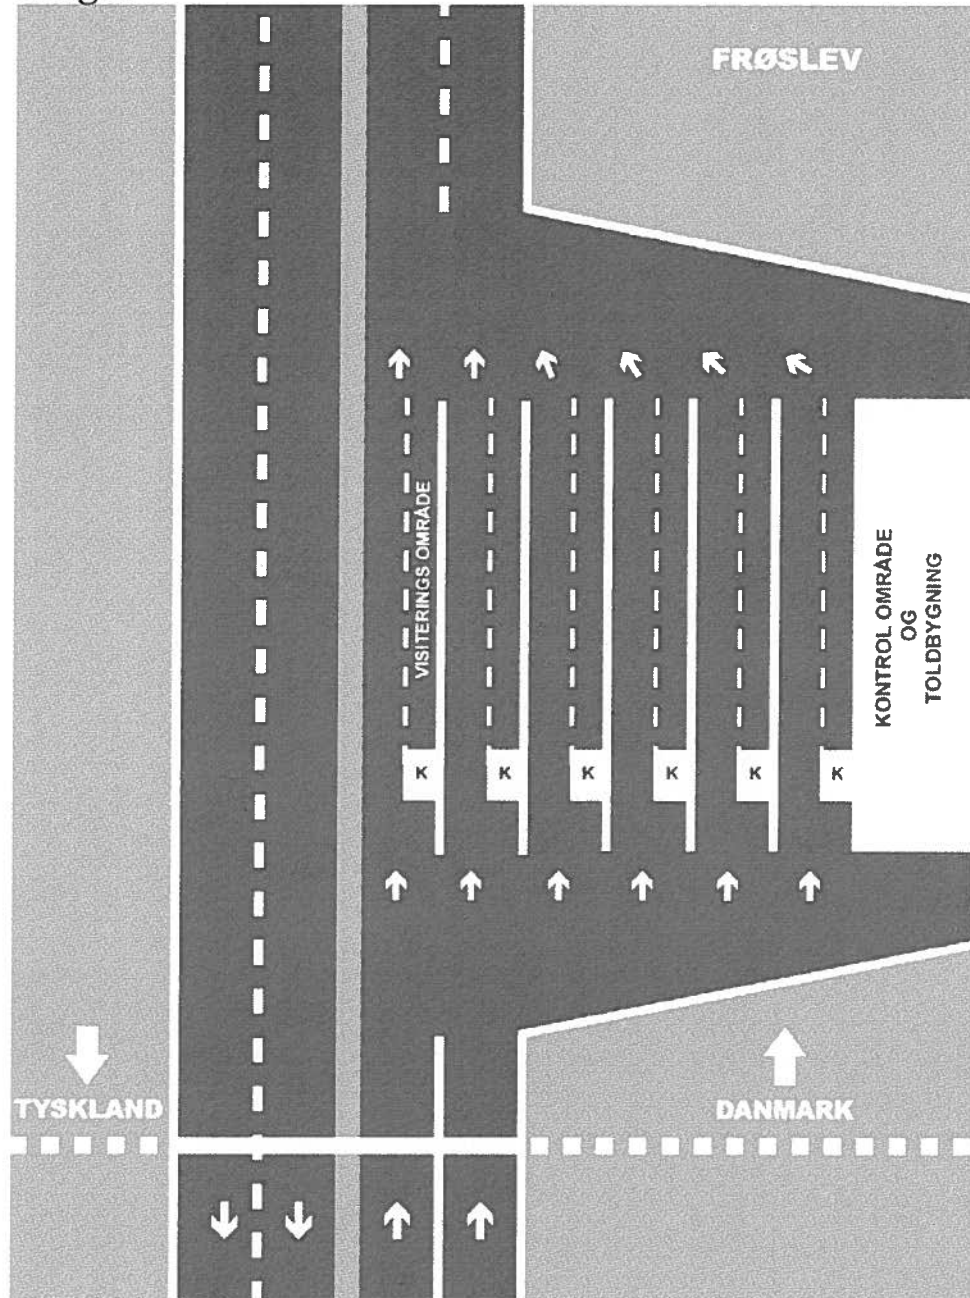 FRØSLEV
VISITERINGS OMRÅDE
KONTROL OMRÅDE
OG
TOLDBYGNING
K
K
K
K
K
K
TYSKLAND
DANMARK